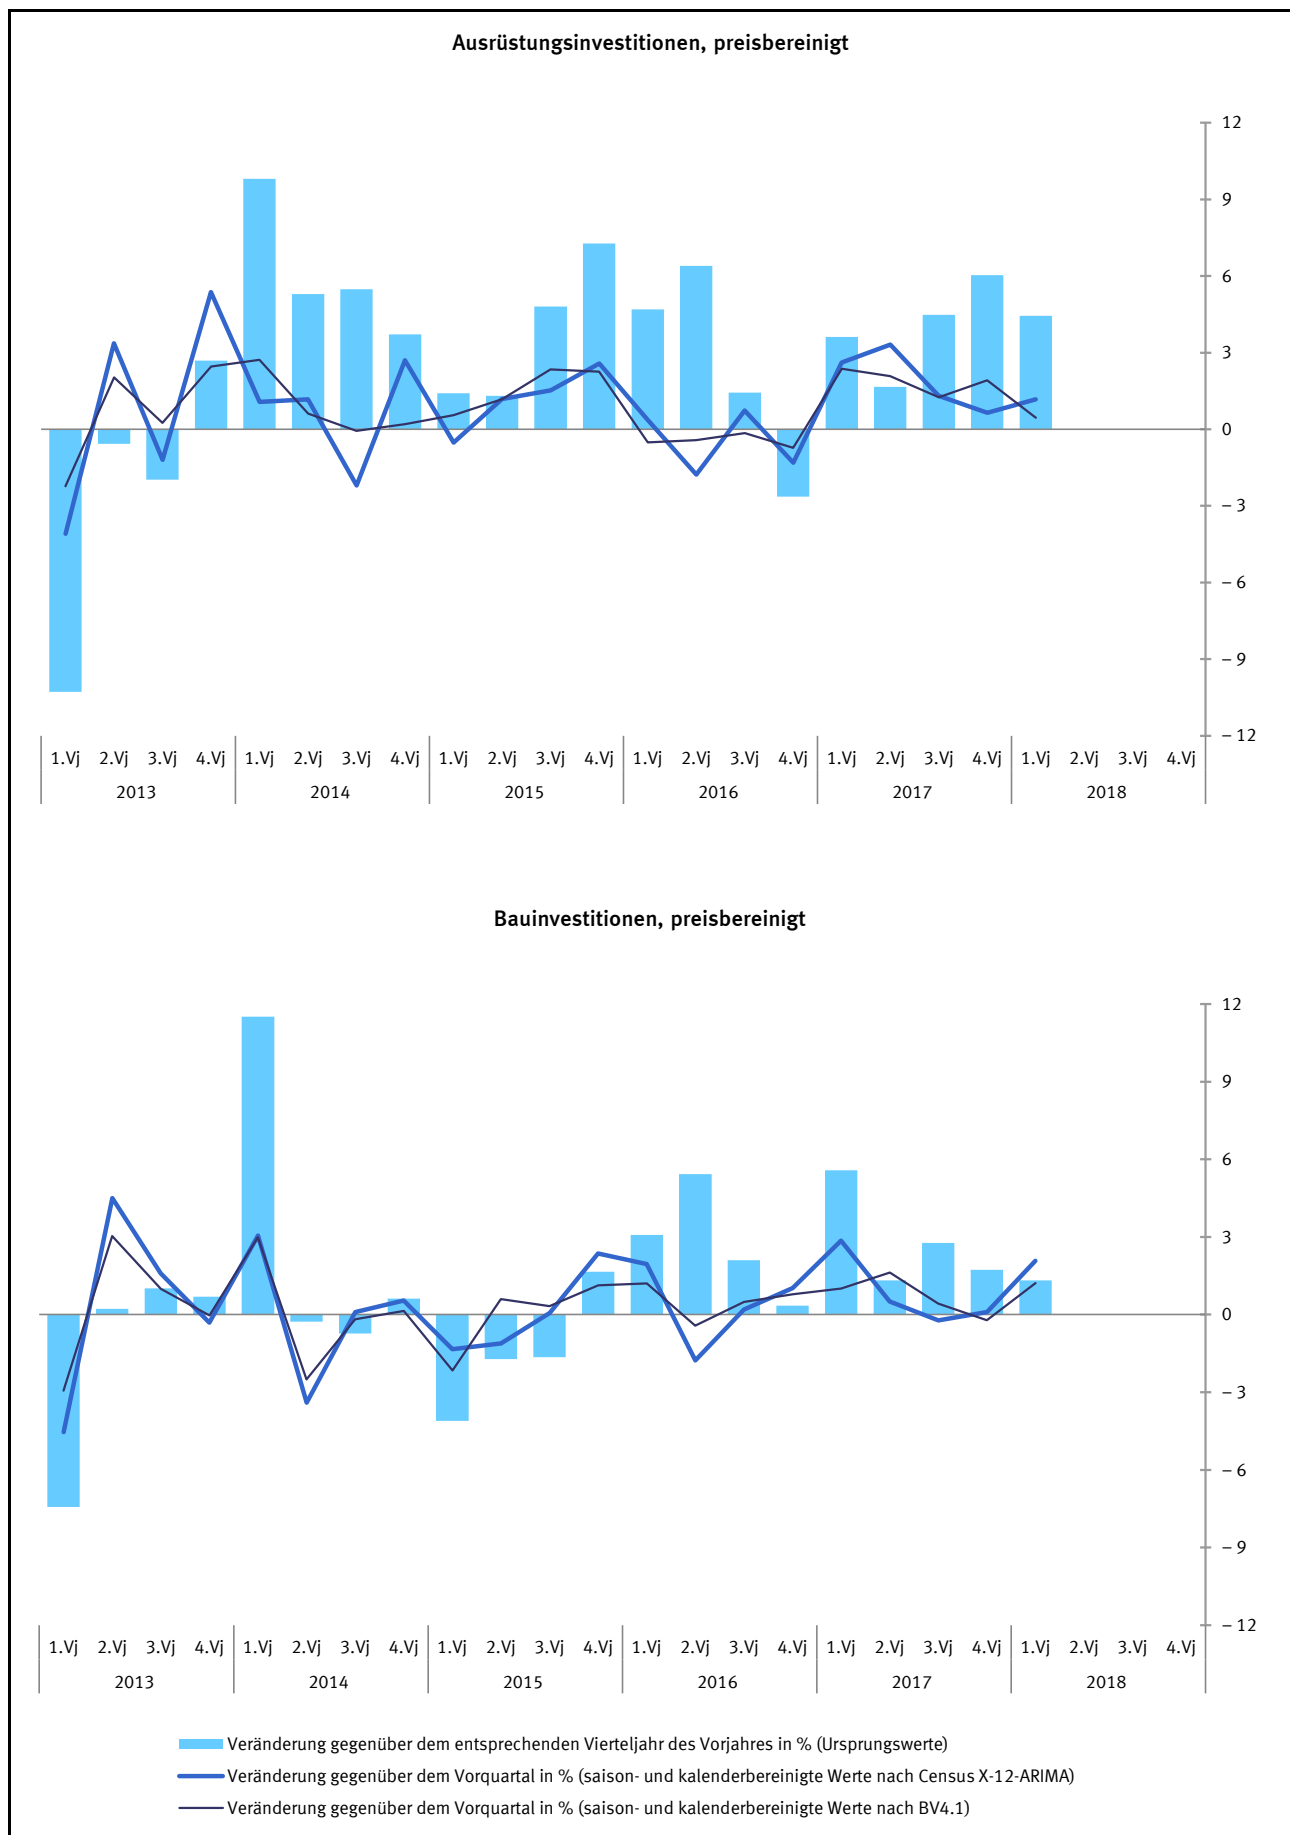 Ausrüstungsinvestitionen, preisbereinigt
12
9
6
3
0
– 3
– 6
– 9
– 12
1.Vj 2.Vj 3.Vj 4.Vj 1.Vj 2.Vj 3.Vj 4.Vj 1.Vj 2.Vj 3.Vj 4.Vj 1.Vj 2.Vj 3.Vj 4.Vj 1.Vj 2.Vj 3.Vj 4.Vj 1.Vj 2.Vj 3.Vj 4.Vj
2013 2014 2015 2016 2017 2018
Bauinvestitionen, preisbereinigt
12
9
6
3
0
– 3
– 6
– 9
– 12
1.Vj 2.Vj 3.Vj 4.Vj 1.Vj 2.Vj 3.Vj 4.Vj 1.Vj 2.Vj 3.Vj 4.Vj 1.Vj 2.Vj 3.Vj 4.Vj 1.Vj 2.Vj 3.Vj 4.Vj 1.Vj 2.Vj 3.Vj 4.Vj
2013 2014 2015 2016 2017 2018
Veränderung gegenüber dem entsprechenden Vierteljahr des Vorjahres in % (Ursprungswerte)
Veränderung gegenüber dem Vorquartal in % (saison- und kalenderbereinigte Werte nach Census X-12-ARIMA)
Veränderung gegenüber dem Vorquartal in % (saison- und kalenderbereinigte Werte nach BV4.1)